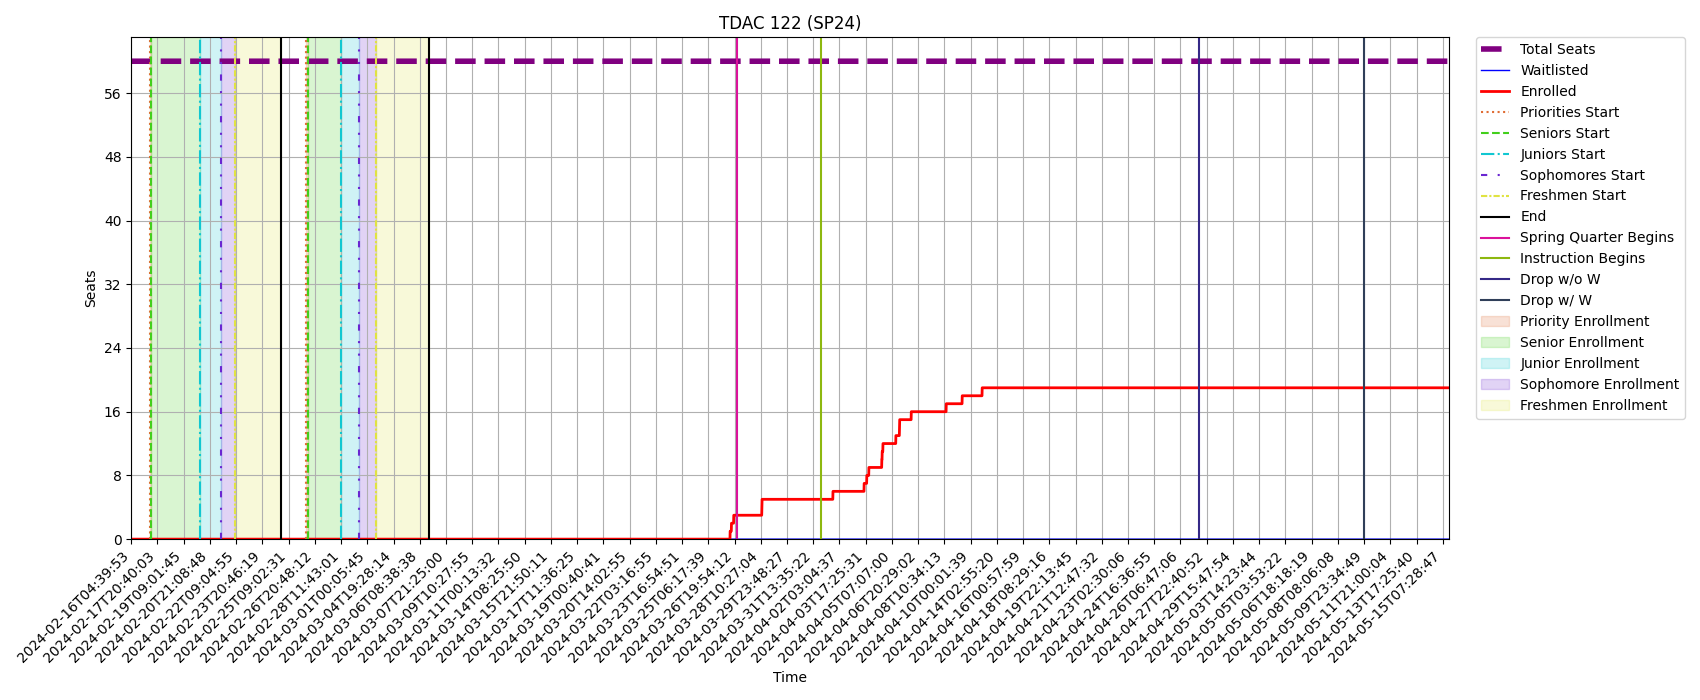 TDAC 122 (SP24)
Seats
56
48
40
32
24
16
8
0
2024-02-16T04:39:53
2024-02-17T20:40:03
2024-02-19T09:01:45
2024-02-20T21:08:48
2024-02-22T09:04:55
2024-02-23T20:46:19
2024-02-25T09:02:31
2024-02-26T20:48:12
2024-02-28T11:43:01
2024-03-01T00:05:45
2024-03-04T19:28:14
2024-03-06T08:38:38
2024-03-07T21:25:00
2024-03-09T10:27:55
2024-03-11T00:13:32
2024-03-14T08:25:50
2024-03-15T21:50:11
2024-03-17T11:36:25
2024-03-19T00:40:41
2024-03-20T14:02:55
2024-03-22T03:16:55
2024-03-23T16:54:51
2024-03-25T06:17:39
2024-03-26T19:54:12
2024-03-28T10:27:04
2024-03-29T23:48:27
2024-03-31T13:35:22
2024-04-02T03:04:37
2024-04-03T17:25:31
2024-04-05T07:07:00
2024-04-06T20:29:02
2024-04-08T10:34:13
2024-04-10T00:01:39
2024-04-14T02:55:20
2024-04-16T00:57:59
2024-04-18T08:29:16
2024-04-19T22:13:45
2024-04-21T12:47:32
2024-04-23T02:30:06
2024-04-24T16:36:55
2024-04-26T06:47:06
2024-04-27T22:40:52
2024-04-29T15:47:54
2024-05-03T14:23:44
2024-05-05T03:53:22
2024-05-06T18:18:19
2024-05-08T08:06:08
2024-05-09T23:34:49
2024-05-11T21:00:04
2024-05-13T17:25:40
2024-05-15T07:28:47
Time
Total Seats
Waitlisted
Enrolled
Priorities Start
Seniors Start
Juniors Start
Sophomores Start
Freshmen Start
End
Spring Quarter Begins
Instruction Begins
Drop w/o W
Drop w/ W
Priority Enrollment
Senior Enrollment
Junior Enrollment
Sophomore Enrollment
Freshmen Enrollment